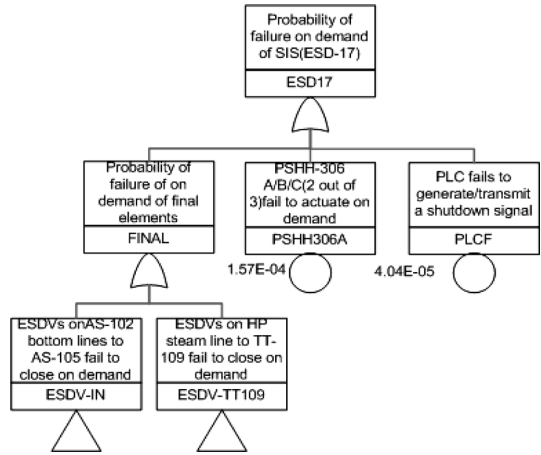 Probability of
failure on demand
of SIS(ESD-17)
ESD17
Probability of
failure of on
demand of final
elements
FINAL
PSHH-306
A/B/C(2 out of
3)fail to actuate on
demand
PSHH306A
PLC fails to
generate/transmit
a shutdown signal
PLCF
1.57E-04
4.04E-05
ESDVs onAS-102
bottom lines to
AS-105 fail to
close on demand
ESDV-IN
ESDVs on HP
steam line to TT-
109 fail to close on
demand
ESDV-TT109